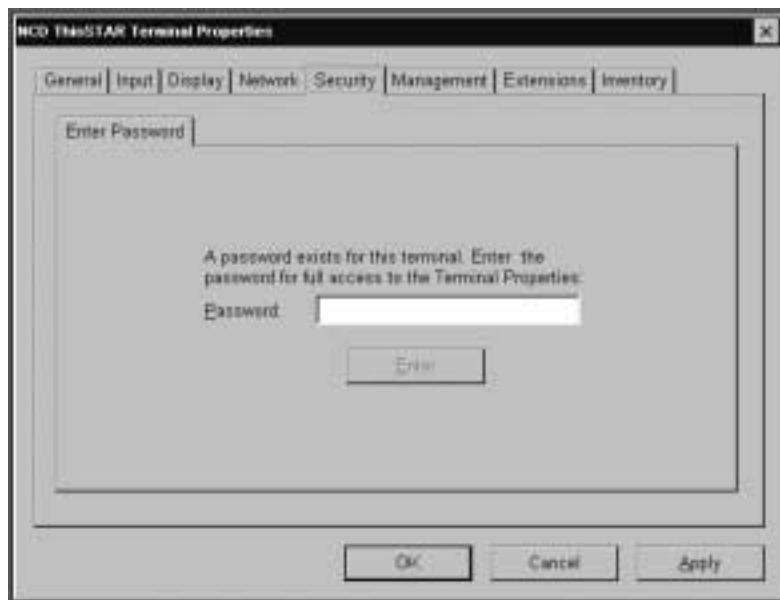 NCD ThinSTAR Terminal Properties
General Input Display Network Security Management Extensions Inventory
Enter Password
A password exists for this terminal. Enter the
password for full access to the Terminal Properties.
Password:
Enter
OK Cancel Apply